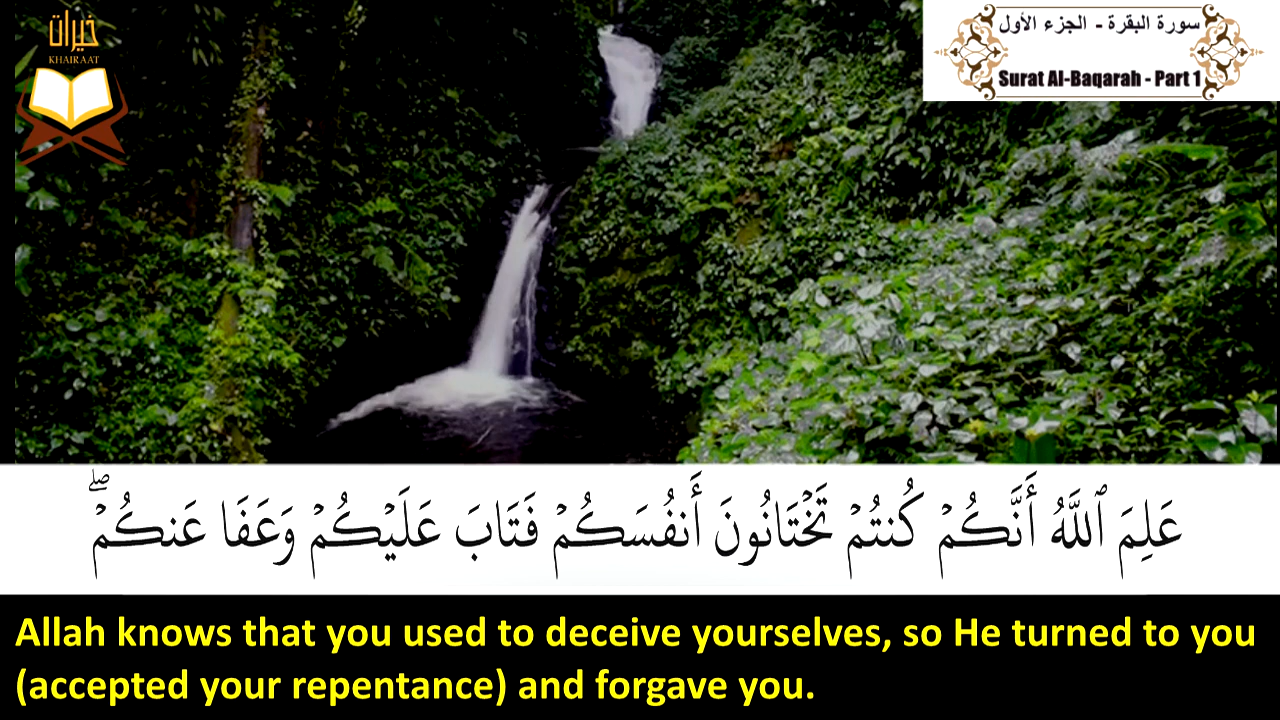 خيرات
KHAIRAAT
سورة البقرة - الجزء الأول
Surat Al-Baqarah - Part 1
عَلِمَ ٱللَّهُ أَنَّكُمۡ كُنتُمۡ تَخۡتَانُونَ أَنفُسَكُمۡ فَتَابَ عَلَيۡكُمۡ وَعَفَا عَنكُمۡۖ
Allah knows that you used to deceive yourselves, so He turned to you
(accepted your repentance) and forgave you.